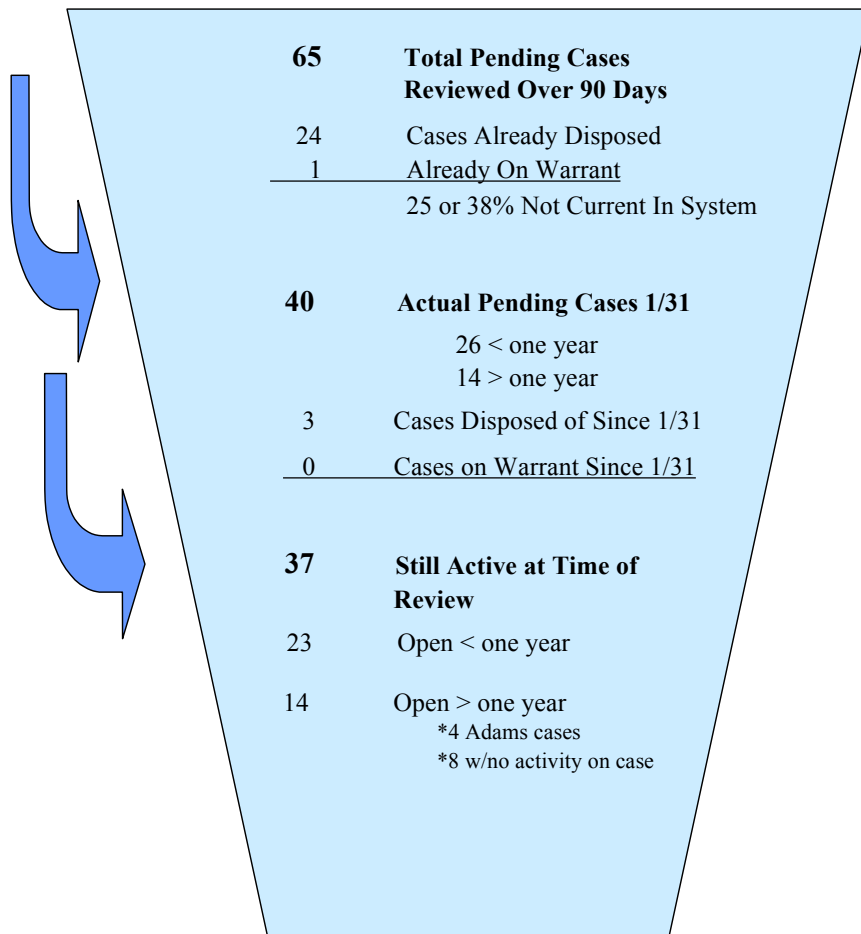 65 Total Pending Cases
Reviewed Over 90 Days
24 Cases Already Disposed
1 Already On Warrant
25 or 38% Not Current In System
40 Actual Pending Cases 1/31
26 < one year
14 > one year
3 Cases Disposed of Since 1/31
0 Cases on Warrant Since 1/31
37 Still Active at Time of
Review
23 Open < one year
14 Open > one year
*4 Adams cases
*8 w/no activity on case